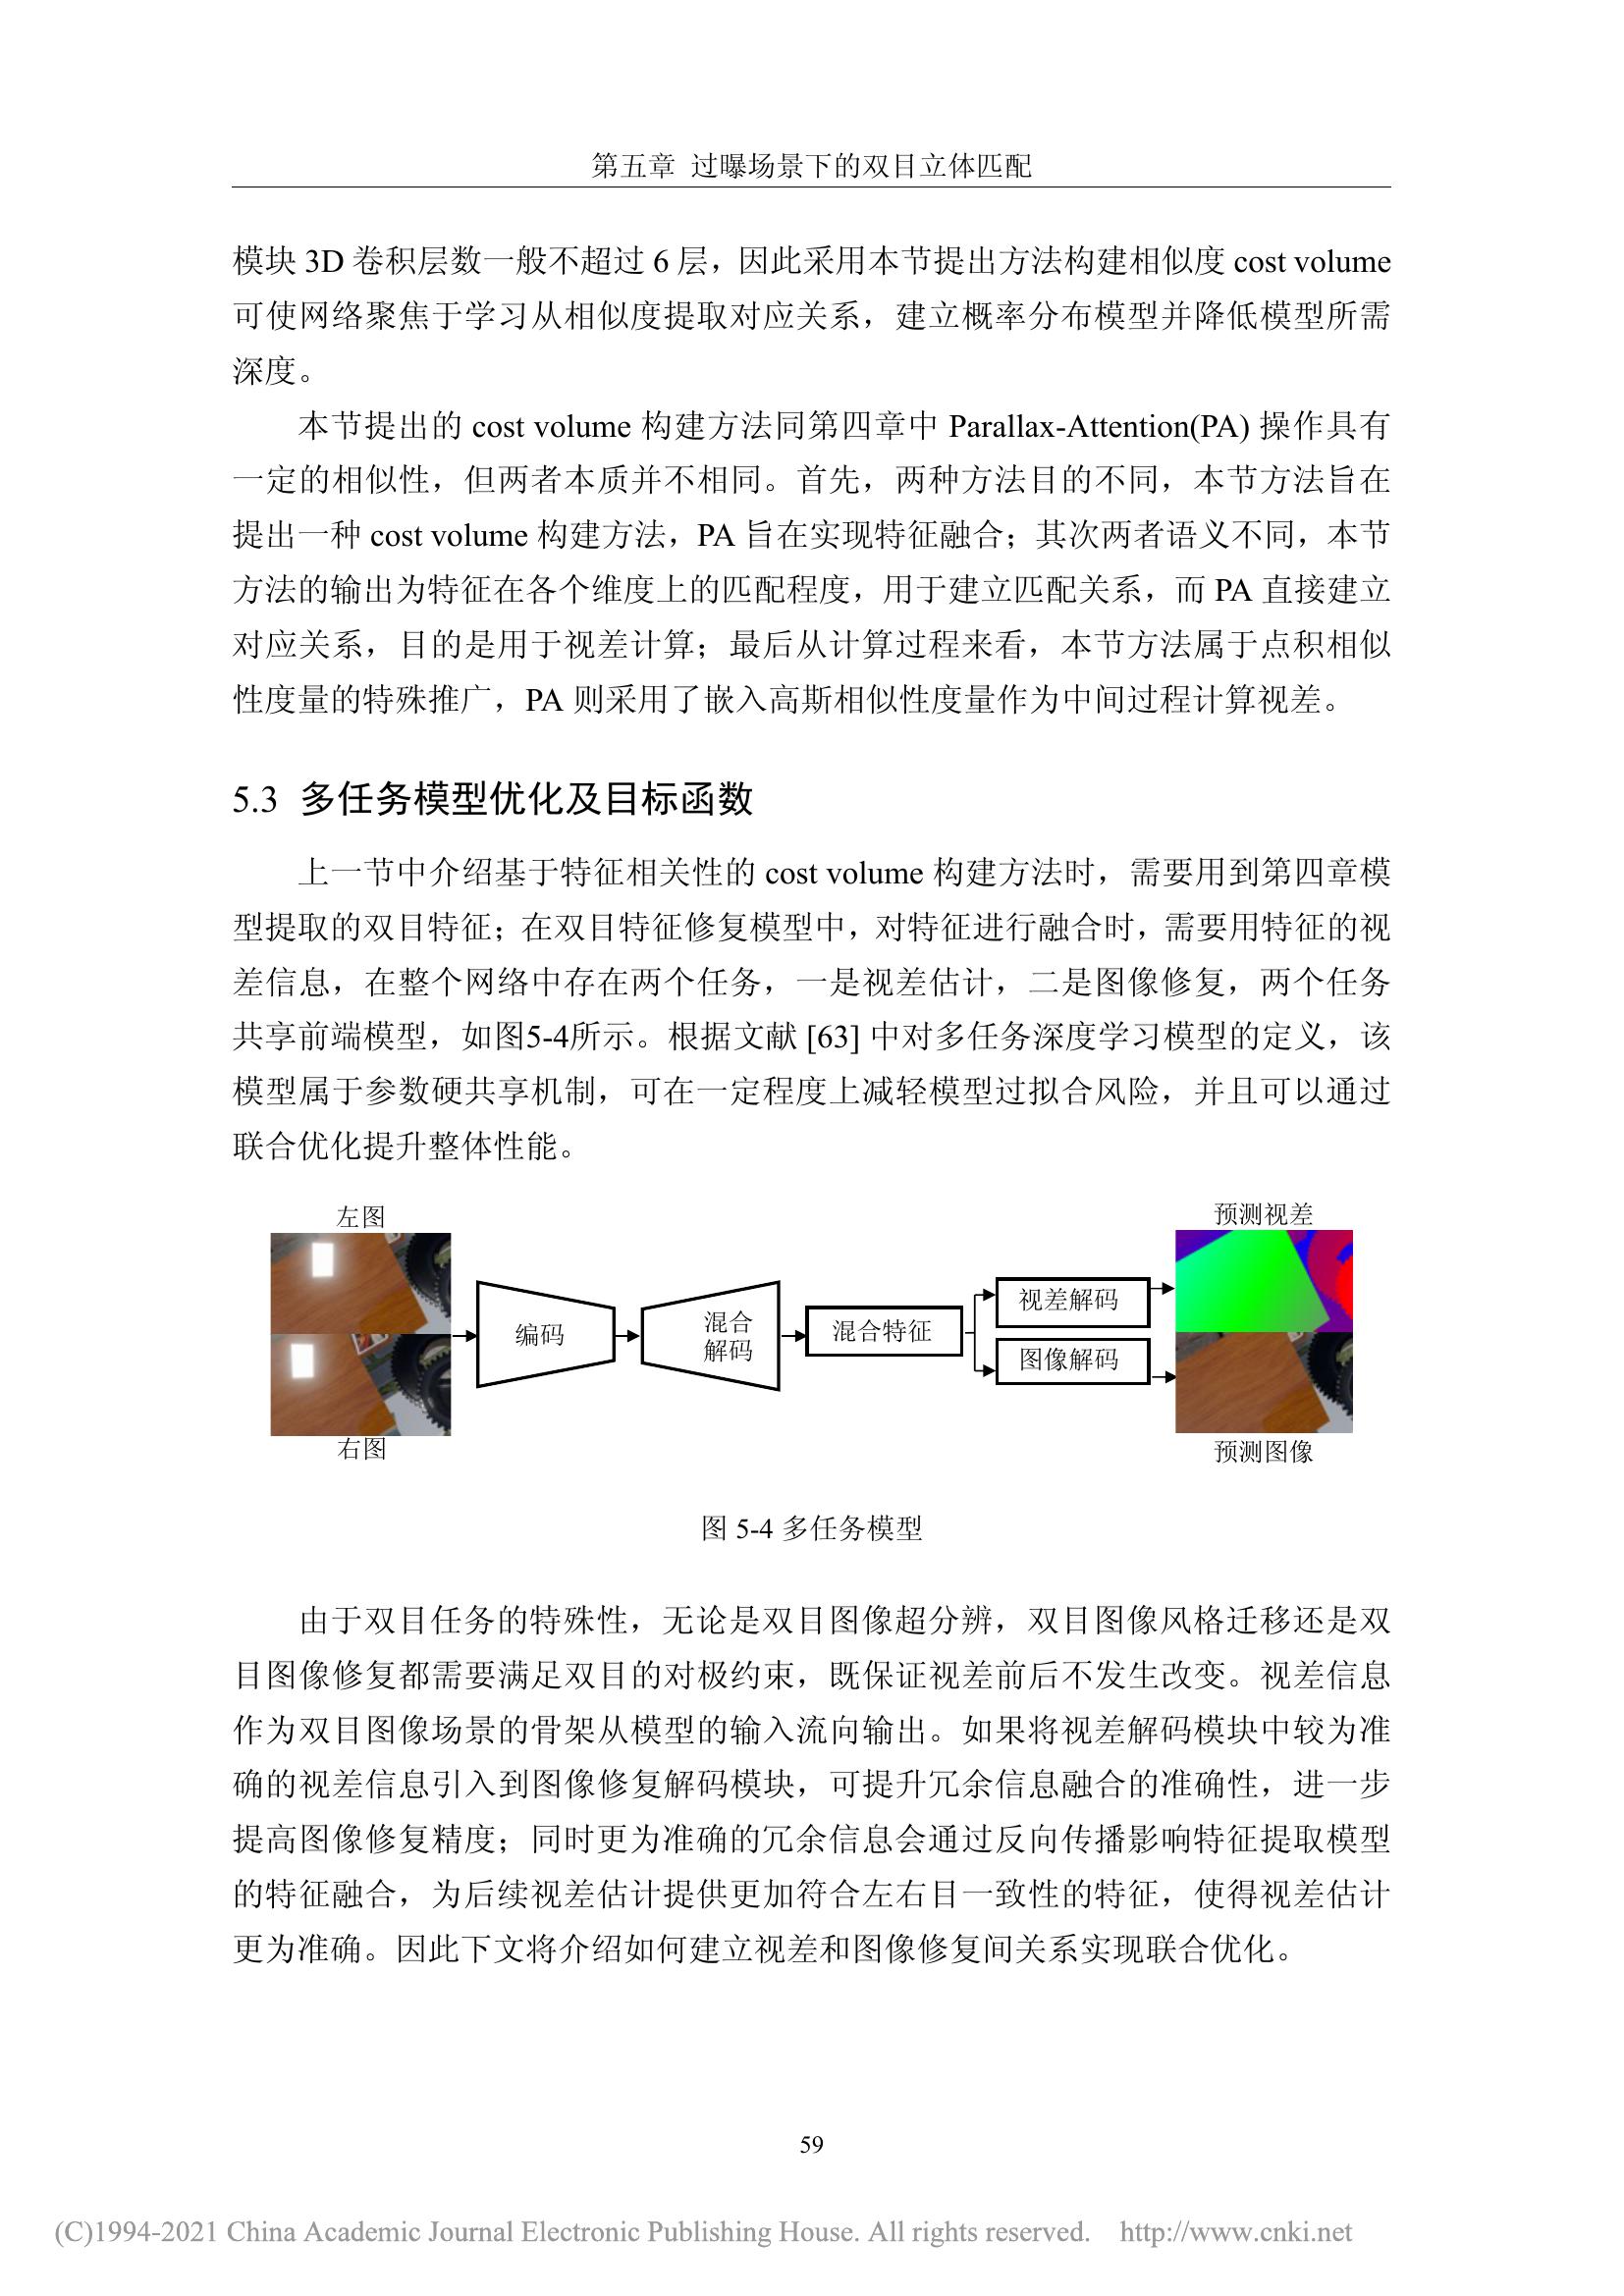 第五章 过曝场景下的双目立体匹配
模块 3D 卷积层数一般不超过 6 层，因此采用本节提出方法构建相似度 cost volume
可使网络聚焦于学习从相似度提取对应关系，建立概率分布模型并降低模型所需
深度。
本节提出的 cost volume 构建方法同第四章中 Parallax-Attention(PA) 操作具有
一定的相似性，但两者本质并不相同。首先，两种方法目的不同，本节方法旨在
提出一种 cost volume 构建方法，PA 旨在实现特征融合；其次两者语义不同，本节
方法的输出为特征在各个维度上的匹配程度，用于建立匹配关系，而 PA 直接建立
对应关系，目的是用于视差计算；最后从计算过程来看，本节方法属于点积相似
性度量的特殊推广，PA 则采用了嵌入高斯相似性度量作为中间过程计算视差。
5.3 多任务模型优化及目标函数
上一节中介绍基于特征相关性的 cost volume 构建方法时，需要用到第四章模
型提取的双目特征；在双目特征修复模型中，对特征进行融合时，需要用特征的视
差信息，在整个网络中存在两个任务，一是视差估计，二是图像修复，两个任务
共享前端模型，如图5-4所示。根据文献 [63] 中对多任务深度学习模型的定义，该
模型属于参数硬共享机制，可在一定程度上减轻模型过拟合风险，并且可以通过
联合优化提升整体性能。
左图
预测视差
编码
混合
解码
混合特征
视差解码
图像解码
右图
预测图像
图 5-4 多任务模型
由于双目任务的特殊性，无论是双目图像超分辨，双目图像风格迁移还是双
目图像修复都需要满足双目的对极约束，既保证视差前后不发生改变。视差信息
作为双目图像场景的骨架从模型的输入流向输出。如果将视差解码模块中较为准
确的视差信息引入到图像修复解码模块，可提升冗余信息融合的准确性，进一步
提高图像修复精度；同时更为准确的冗余信息会通过反向传播影响特征提取模型
的特征融合，为后续视差估计提供更加符合左右目一致性的特征，使得视差估计
更为准确。因此下文将介绍如何建立视差和图像修复间关系实现联合优化。
59
(C)1994-2021 China Academic Journal Electronic Publishing House. All rights reserved. http://www.cnki.net